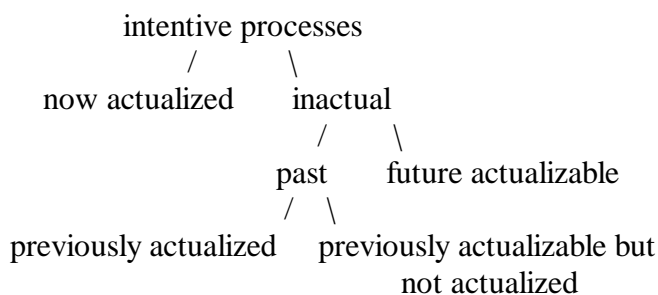 intentive processes
now actualized inactual
past future actualizable
previously actualized previously actualizable but
not actualized